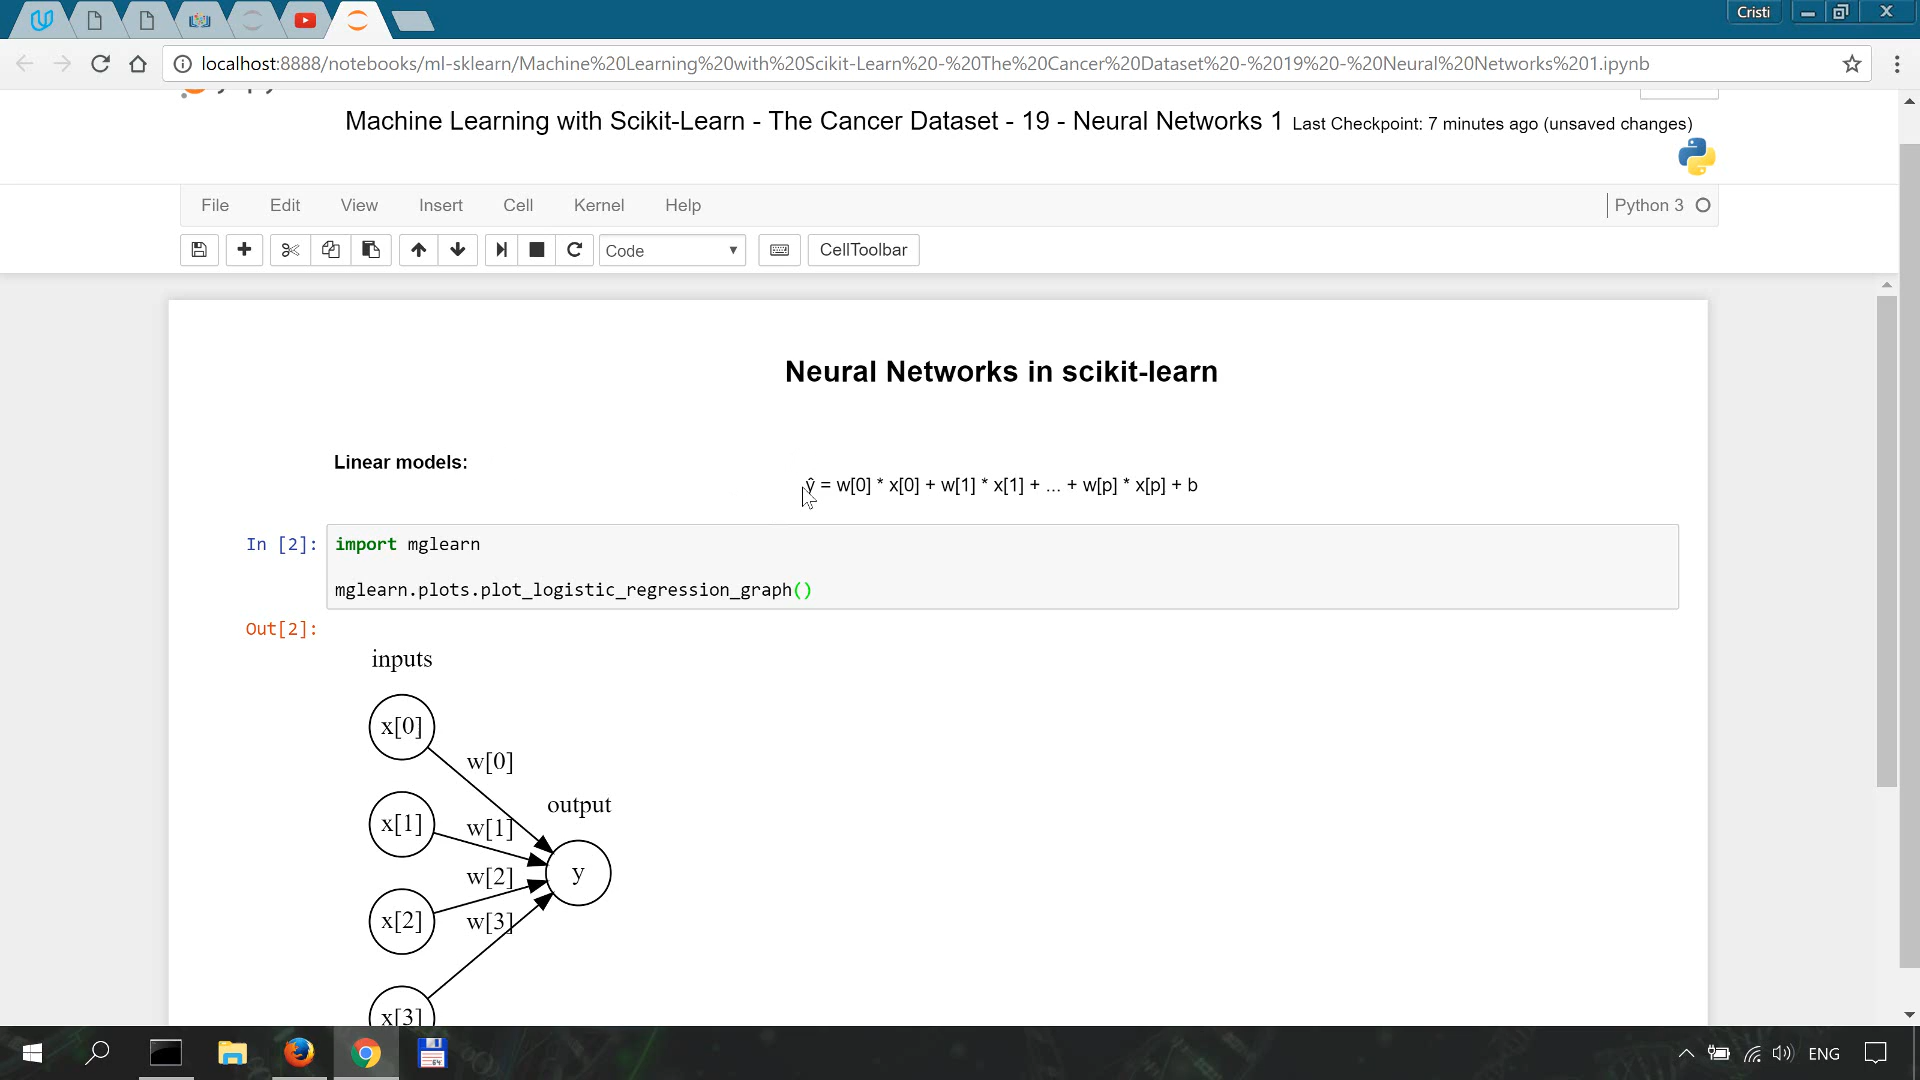 Cristi
localhost:8888/notebooks/ml-sklearn/Machine%20Learning%20with%20Scikit-Learn%20-%20The%20Cancer%20Dataset%20-%2019%20-%20Neural%20Networks%201.ipynb
Machine Learning with Scikit-Learn - The Cancer Dataset - 19 - Neural Networks 1 Last Checkpoint: 7 minutes ago (unsaved changes)
File Edit View Insert Cell Kernel Help Python 3
Code CellToolbar
Neural Networks in scikit-learn
Linear models:
ŷ = w[0] * x[0] + w[1] * x[1] + ... + w[p] * x[p] + b
In [2]: import mglearn
mglearn.plots.plot_logistic_regression_graph()
Out[2]:
inputs
x[0]
w[0]
output
x[1]
w[1]
y
w[2]
x[2]
w[3]
x[3]
64
ENG